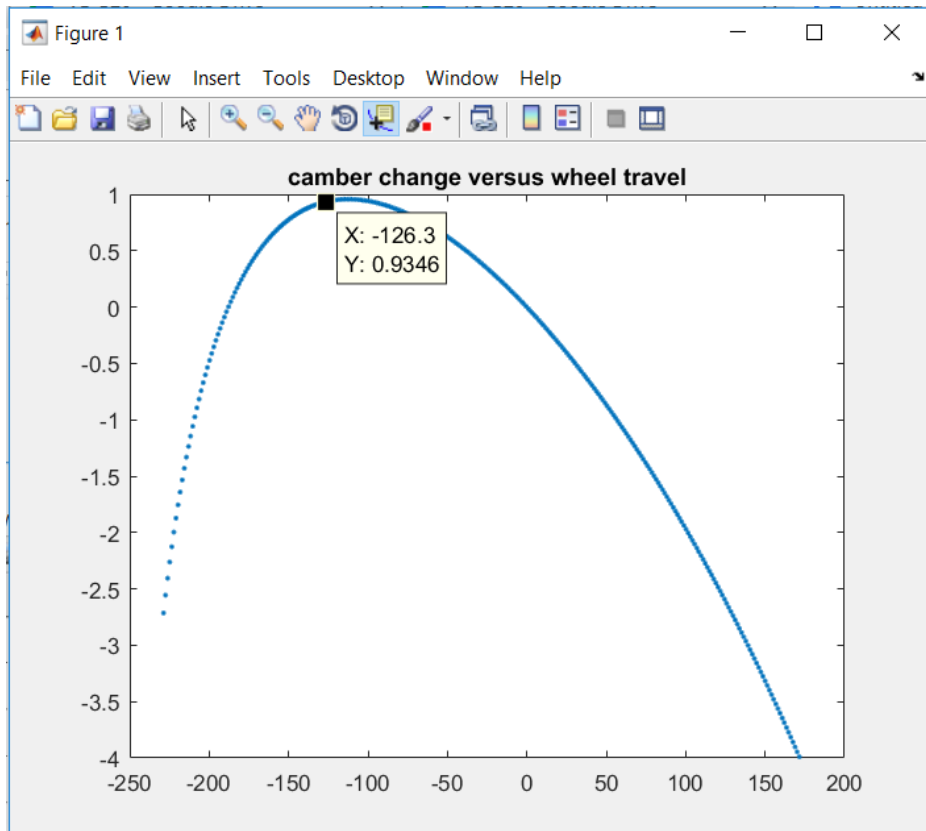 Figure 1
File Edit View Insert Tools Desktop Window Help
camber change versus wheel travel
X: -126.3
Y: 0.9346
1
0.5
0
-0.5
-1
-1.5
-2
-2.5
-3
-3.5
-4
-250 -200 -150 -100 -50 0 50 100 150 200